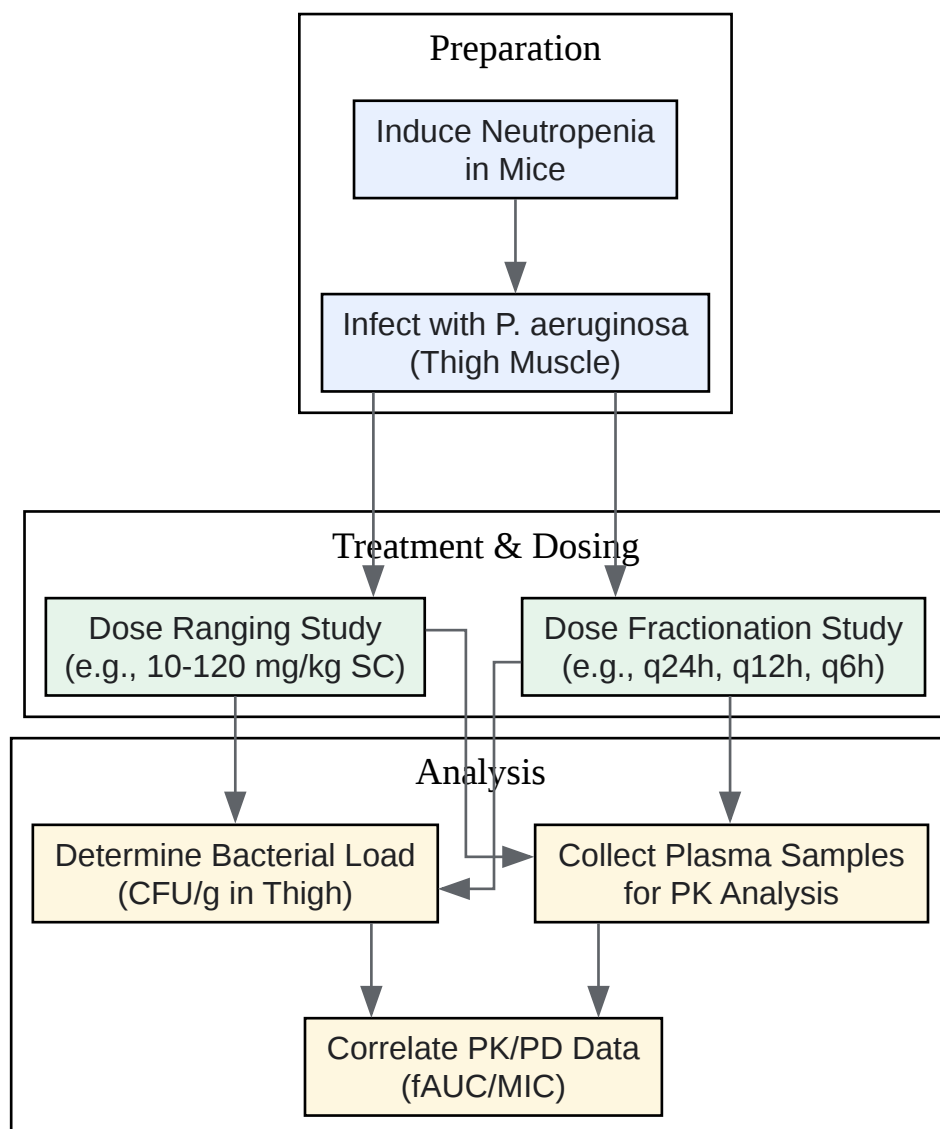 Preparation
Induce Neutropenia
in Mice
Infect with P. aeruginosa
(Thigh Muscle)
Treatment & Dosing
Dose Ranging Study
(e.g., 10-120 mg/kg SC)
Dose Fractionation Study
(e.g., q24h, q12h, q6h)
Analysis
Determine Bacterial Load
(CFU/g in Thigh)
Collect Plasma Samples
for PK Analysis
Correlate PK/PD Data
(fAUC/MIC)